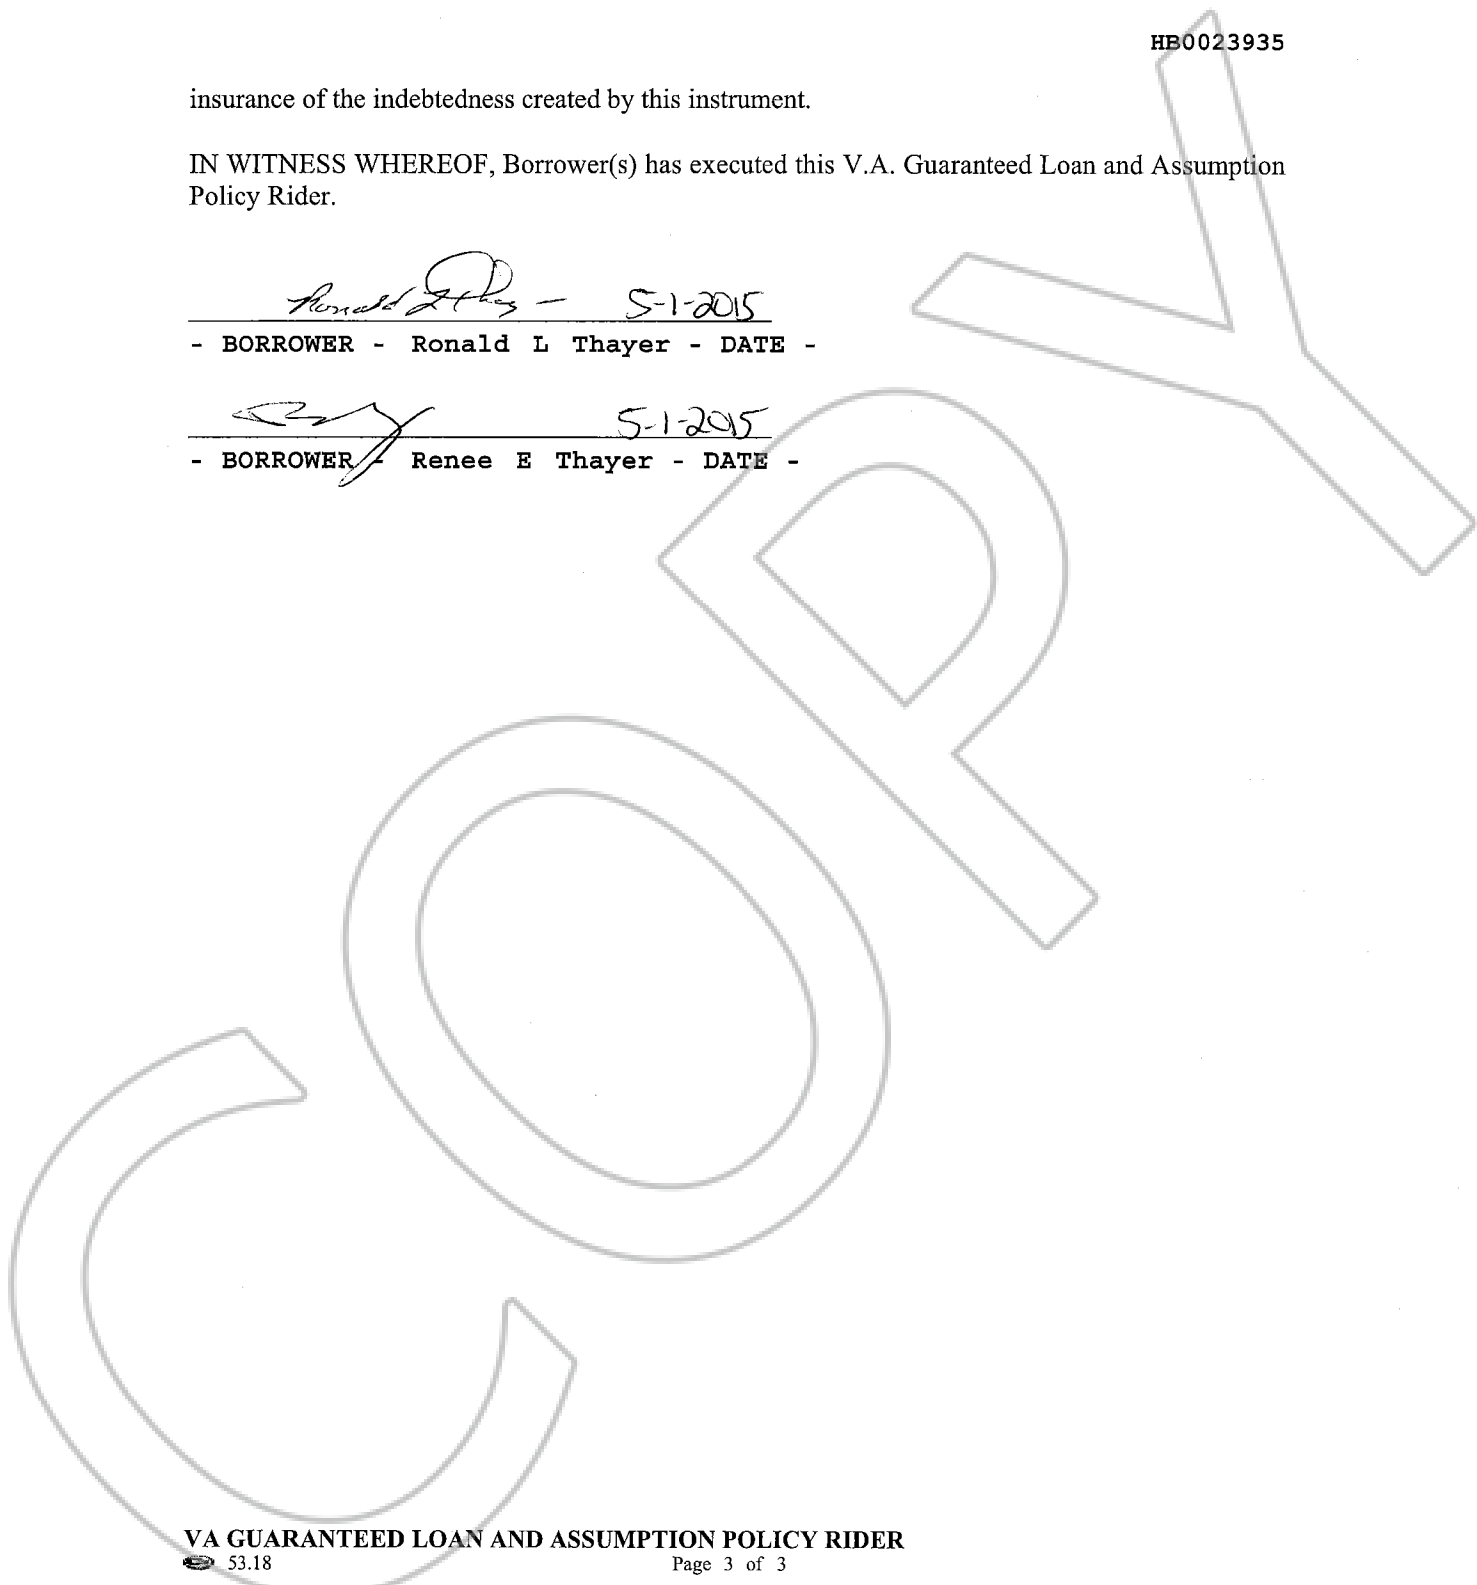 HB0023935
insurance of the indebtedness created by this instrument.
IN WITNESS WHEREOF, Borrower(s) has executed this V.A. Guaranteed Loan and Assumption
Policy Rider.
Ronald L Thay 5-1-2015
- BORROWER - Ronald L Thayer - DATE -
5-1-2015
- BORROWER - Renee E Thayer - DATE -
COPY
VA GUARANTEED LOAN AND ASSUMPTION POLICY RIDER
53.18 Page 3 of 3